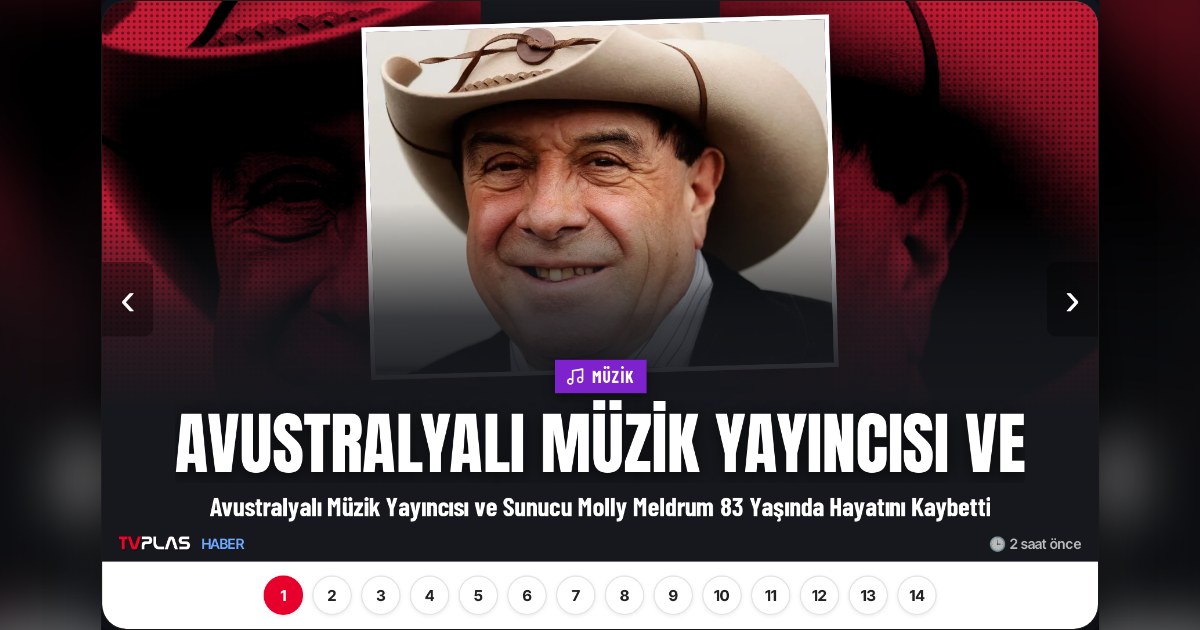 MÜZİK
AVUSTRALYALI MÜZİK YAYINCISI VE
Avustralyalı Müzik Yayıncısı ve Sunucu Molly Meldrum 83 Yaşında Hayatını Kaybetti
TVPLAS HABER 2 saat önce
1 2 3 4 5 6 7 8 9 10 11 12 13 14